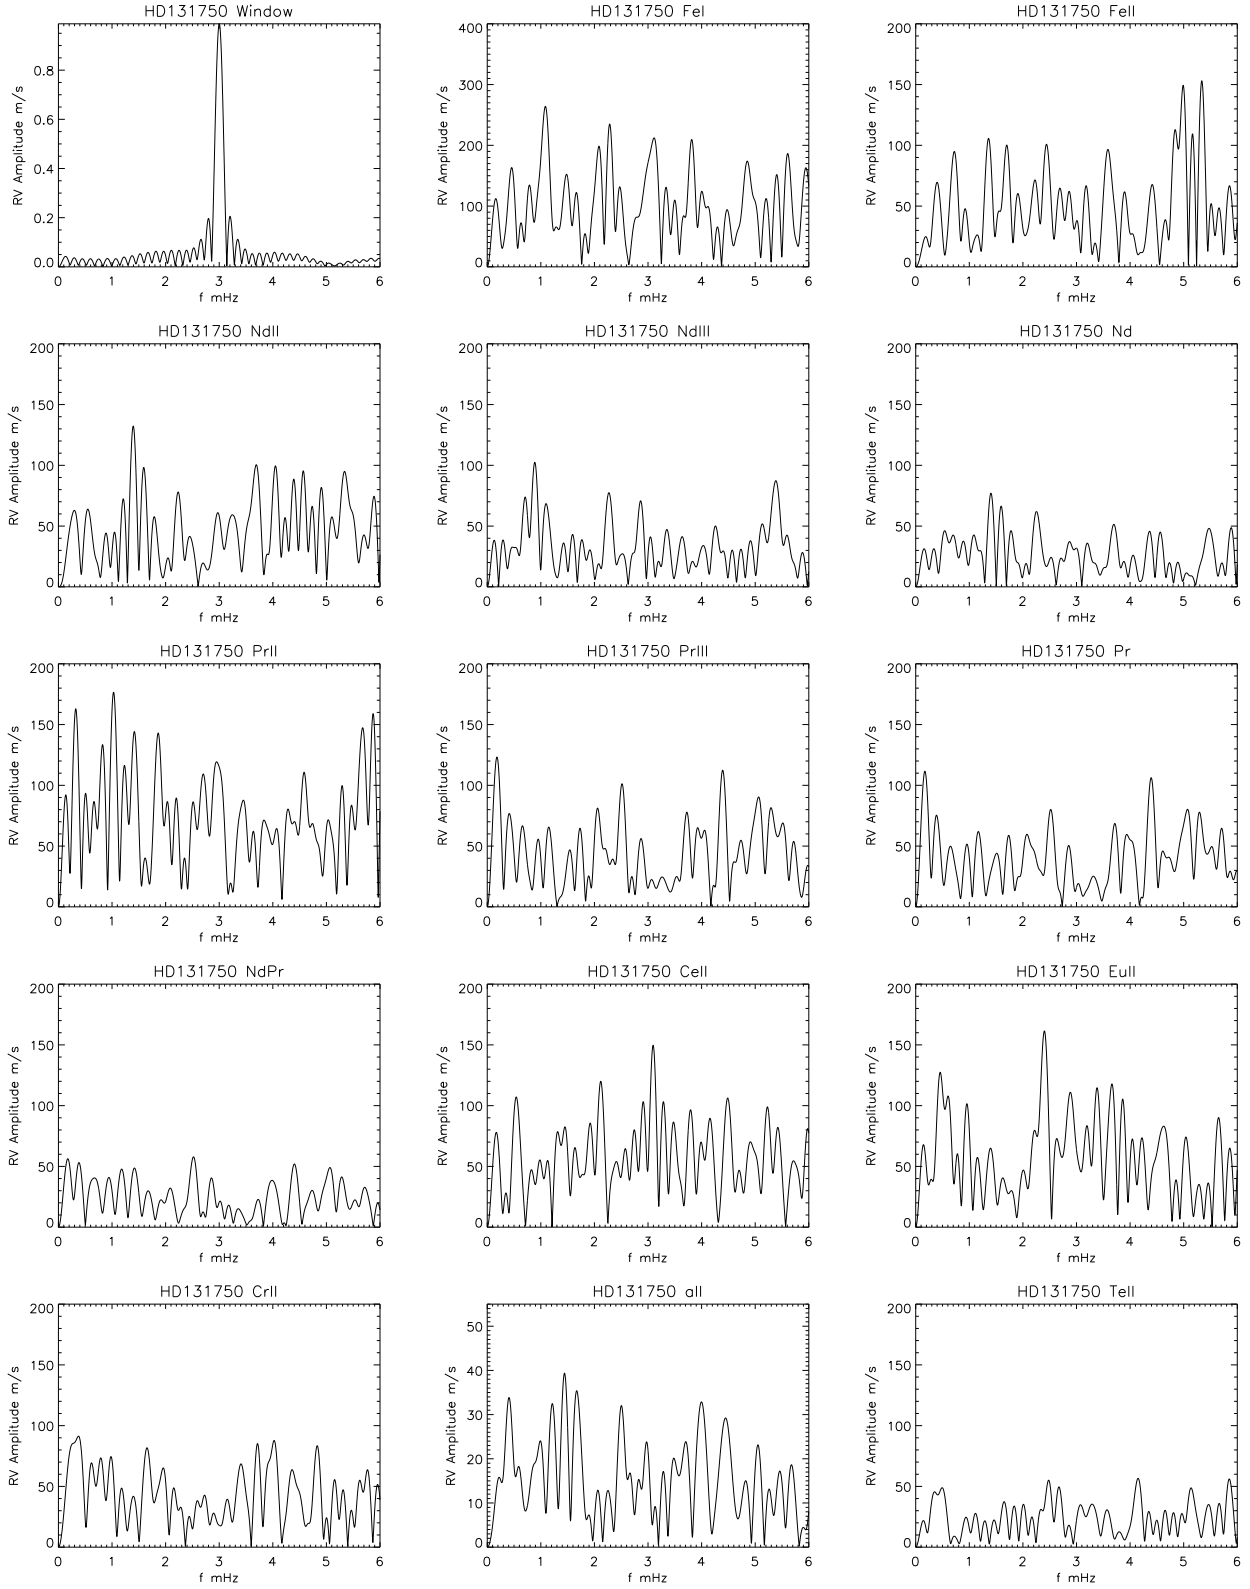 HD131750 Window
RV Amplitude m/s
0.8
0.6
0.4
0.2
0.0
0 1 2 3 4 5 6
f mHz
HD131750 FeI
RV Amplitude m/s
400
300
200
100
0
0 1 2 3 4 5 6
f mHz
HD131750 FeII
RV Amplitude m/s
200
150
100
50
0
0 1 2 3 4 5 6
f mHz
HD131750 NdII
RV Amplitude m/s
200
150
100
50
0
0 1 2 3 4 5 6
f mHz
HD131750 NdIII
RV Amplitude m/s
200
150
100
50
0
0 1 2 3 4 5 6
f mHz
HD131750 Nd
RV Amplitude m/s
200
150
100
50
0
0 1 2 3 4 5 6
f mHz
HD131750 PrII
RV Amplitude m/s
200
150
100
50
0
0 1 2 3 4 5 6
f mHz
HD131750 PrIII
RV Amplitude m/s
200
150
100
50
0
0 1 2 3 4 5 6
f mHz
HD131750 Pr
RV Amplitude m/s
200
150
100
50
0
0 1 2 3 4 5 6
f mHz
HD131750 NdPr
RV Amplitude m/s
200
150
100
50
0
0 1 2 3 4 5 6
f mHz
HD131750 CeII
RV Amplitude m/s
200
150
100
50
0
0 1 2 3 4 5 6
f mHz
HD131750 EuII
RV Amplitude m/s
200
150
100
50
0
0 1 2 3 4 5 6
f mHz
HD131750 CrII
RV Amplitude m/s
200
150
100
50
0
0 1 2 3 4 5 6
f mHz
HD131750 all
RV Amplitude m/s
50
40
30
20
10
0
0 1 2 3 4 5 6
f mHz
HD131750 Tell
RV Amplitude m/s
200
150
100
50
0
0 1 2 3 4 5 6
f mHz